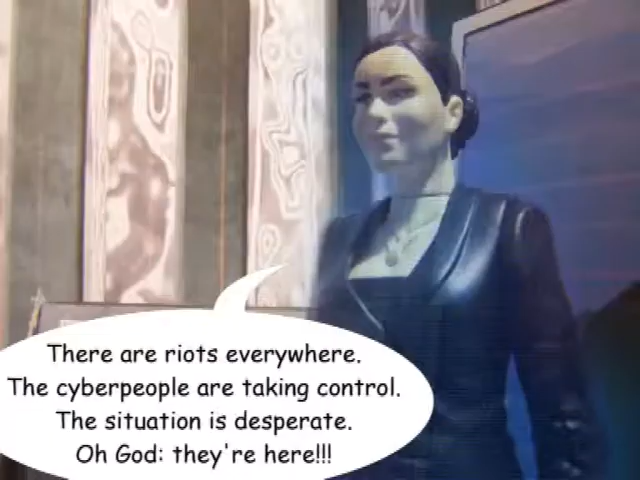 There are riots everywhere.
The cyberpeople are taking control.
The situation is desperate.
Oh God: they're here!!!